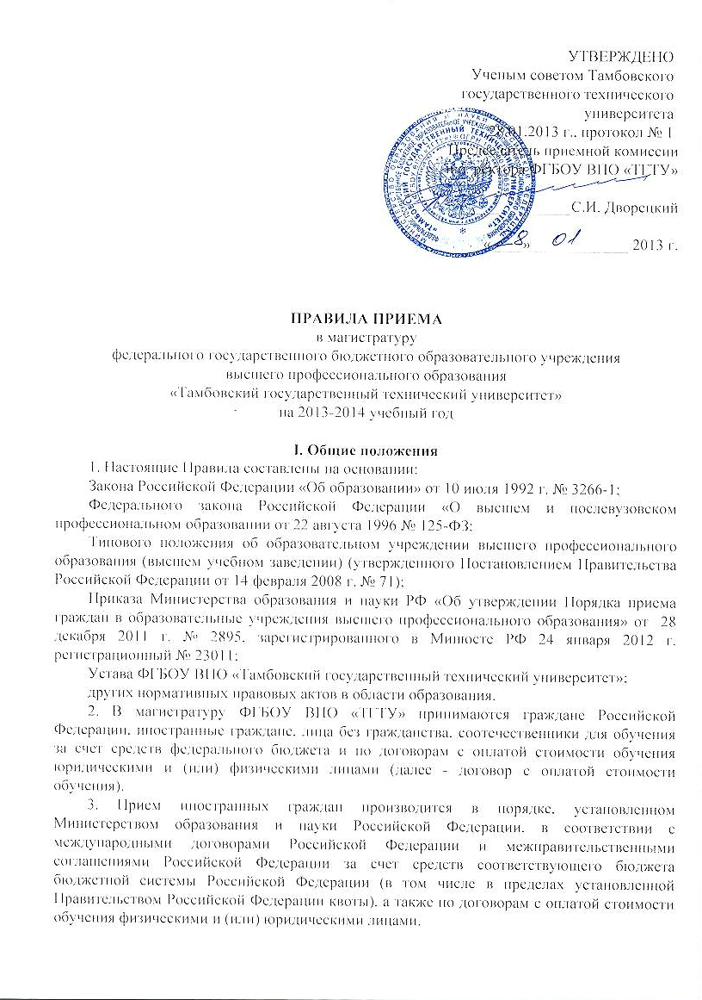 УТВЕРЖДЕНО
Ученым советом Тамбовского
государственного технического
университета
28.01.2013 г., протокол № 1
Председатель приемной комиссии
и.о. ректора ФГБОУ ВПО «ТГТУ»
С.И. Дворецкий
«28» 01 2013 г.
ПРАВИЛА ПРИЕМА
в магистратуру
федерального государственного бюджетного образовательного учреждения
высшего профессионального образования
«Тамбовский государственный технический университет»
на 2013-2014 учебный год
I. Общие положения
1. Настоящие Правила составлены на основании:
Закона Российской Федерации «Об образовании» от 10 июля 1992 г. № 3266-1;
Федерального закона Российской Федерации «О высшем и послевузовском
профессиональном образовании от 22 августа 1996 № 125-ФЗ;
Типового положения об образовательном учреждении высшего профессионального
образования (высшем учебном заведении) (утвержденного Постановлением Правительства
Российской Федерации от 14 февраля 2008 г. № 71);
Приказа Министерства образования и науки РФ «Об утверждении Порядка приема
граждан в образовательные учреждения высшего профессионального образования» от 28
декабря 2011 г. № 2895, зарегистрированного в Минюсте РФ 24 января 2012 г.
регистрационный № 23011;
Устава ФГБОУ ВПО «Тамбовский государственный технический университет»;
других нормативных правовых актов в области образования.
2. В магистратуру ФГБОУ ВПО «ТГТУ» принимаются граждане Российской
Федерации, иностранные граждане, лица без гражданства, соотечественники для обучения
за счет средств федерального бюджета и по договорам с оплатой стоимости обучения
юридическими и (или) физическими лицами (далее - договор с оплатой стоимости
обучения).
3. Прием иностранных граждан производится в порядке, установленном
Министерством образования и науки Российской Федерации, в соответствии с
международными договорами Российской Федерации и межправительственными
соглашениями Российской Федерации за счет средств соответствующего бюджета
бюджетной системы Российской Федерации (в том числе в пределах установленной
Правительством Российской Федерации квоты), а также по договорам с оплатой стоимости
обучения физическими и (или) юридическими лицами.